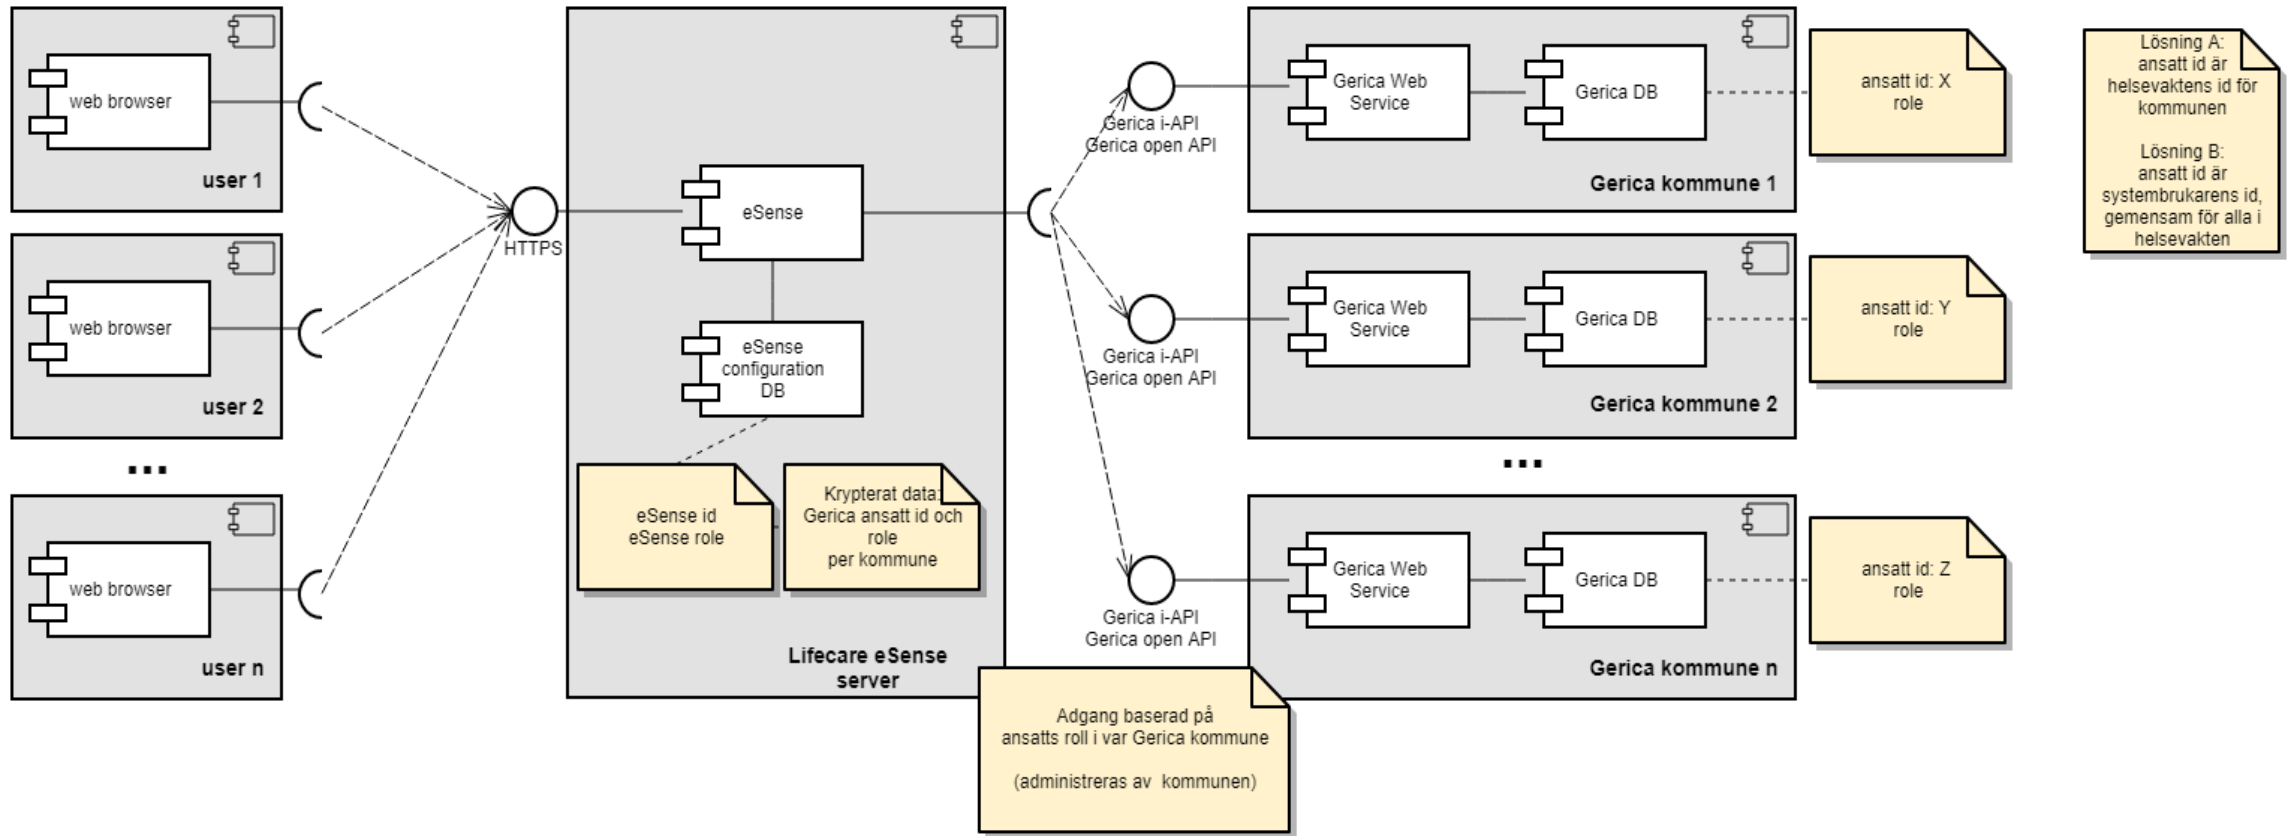 web browser
user 1
web browser
user 2
...
web browser
user n
HTTPS
eSense
eSense
configuration
DB
eSense id
eSense role
Krypterat data:
Gerica ansatt id och
role
per kommune
Lifecare eSense
server
Gerica i-API
Gerica open API
Gerica Web
Service
Gerica DB
Gerica kommune 1
ansatt id: X
role
Gerica i-API
Gerica open API
Gerica Web
Service
Gerica DB
Gerica kommune 2
ansatt id: Y
role
...
Gerica i-API
Gerica open API
Gerica Web
Service
Gerica DB
Gerica kommune n
ansatt id: Z
role
Adgang baserad på
ansatts roll i var Gerica kommune
(administreras av  kommunen)
Lösning A:
ansatt id är
helsevaktens id för
kommunen
Lösning B:
ansatt id är
systembrukarens id,
gemensam för alla i
helsevakten